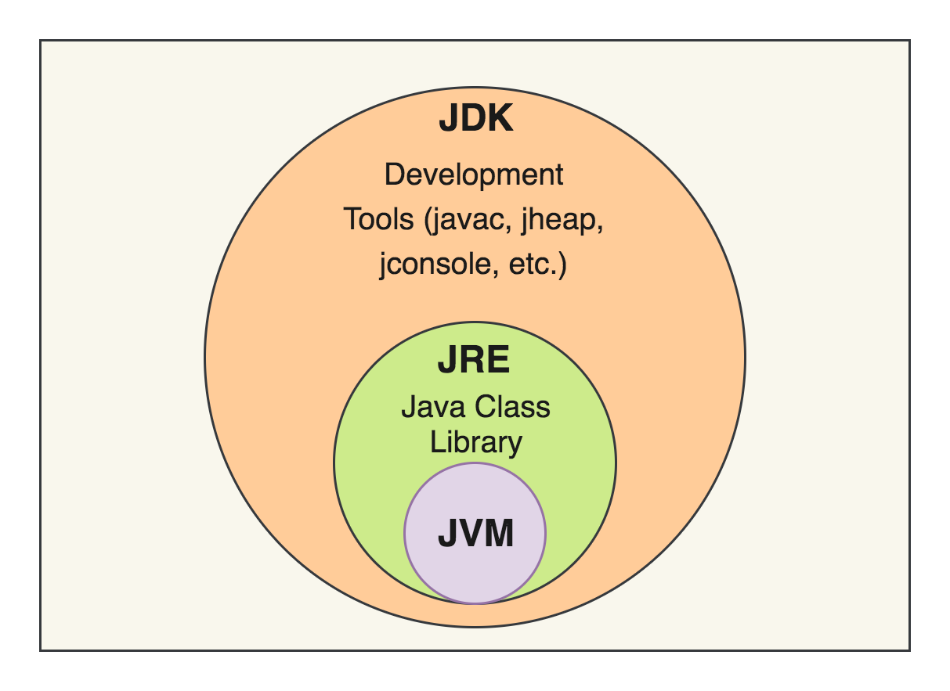 JDK
Development
Tools (javac, jheap,
jconsole, etc.)
JRE
Java Class
Library
JVM